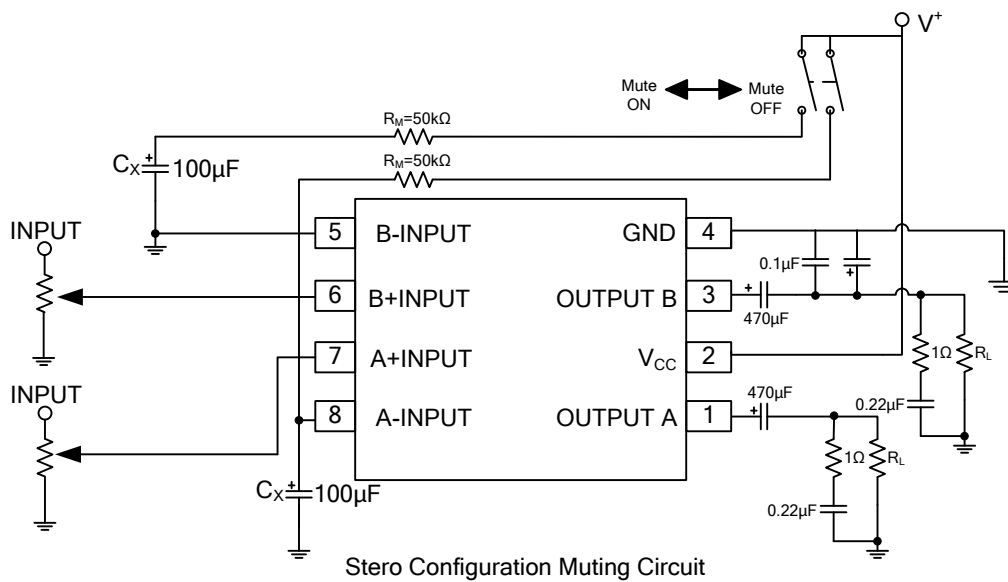 V+
Mute
ON
Mute
OFF
RM=50kΩ
RM=50kΩ
CX + 100µF
INPUT
5 B-INPUT
6 B+INPUT
7 A+INPUT
8 A-INPUT
GND 4
OUTPUT B 3
VCC 2
OUTPUT A 1
0.1µF
+
+
470µF
1Ω
RL
0.22µF
INPUT
470µF
+
1Ω
RL
0.22µF
CX + 100µF
Stero Configuration Muting Circuit